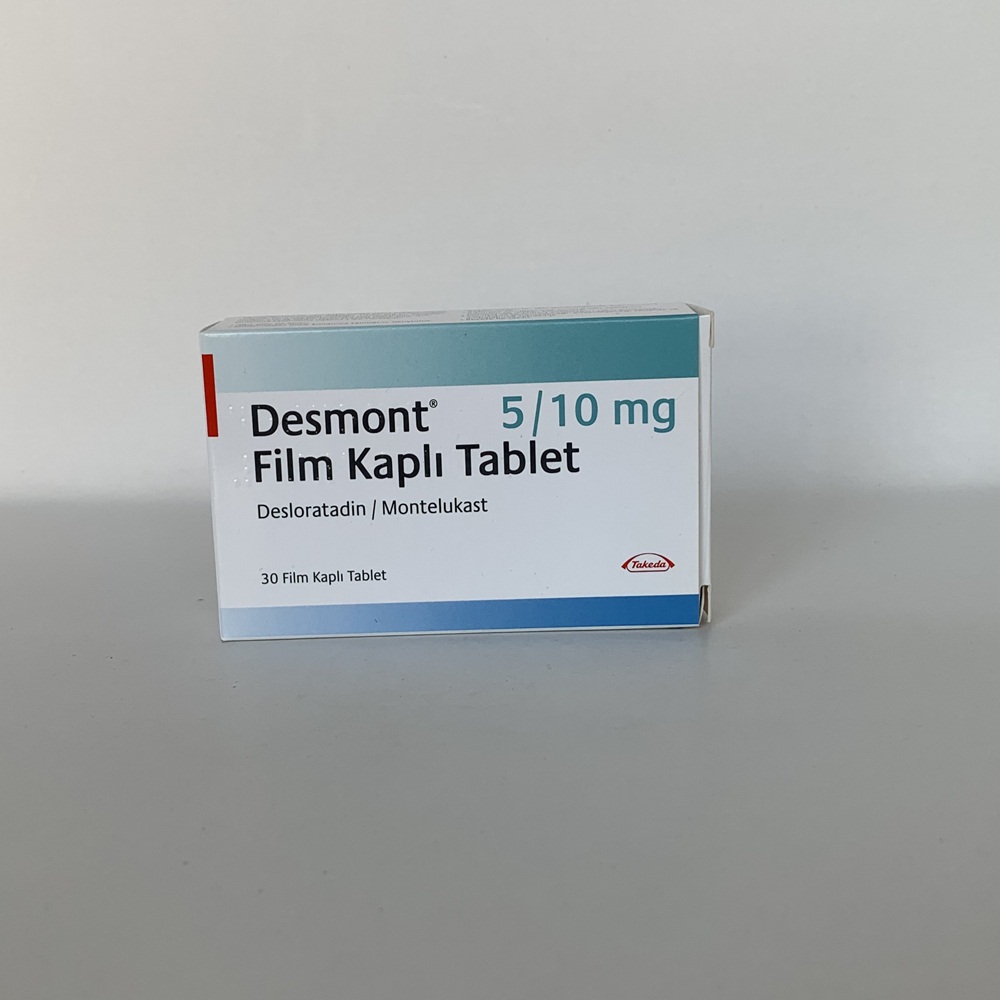 Desmont® 5/10 mg
Film Kaplı Tablet
Desloratadin / Montelukast
30 Film Kaplı Tablet
Takeda